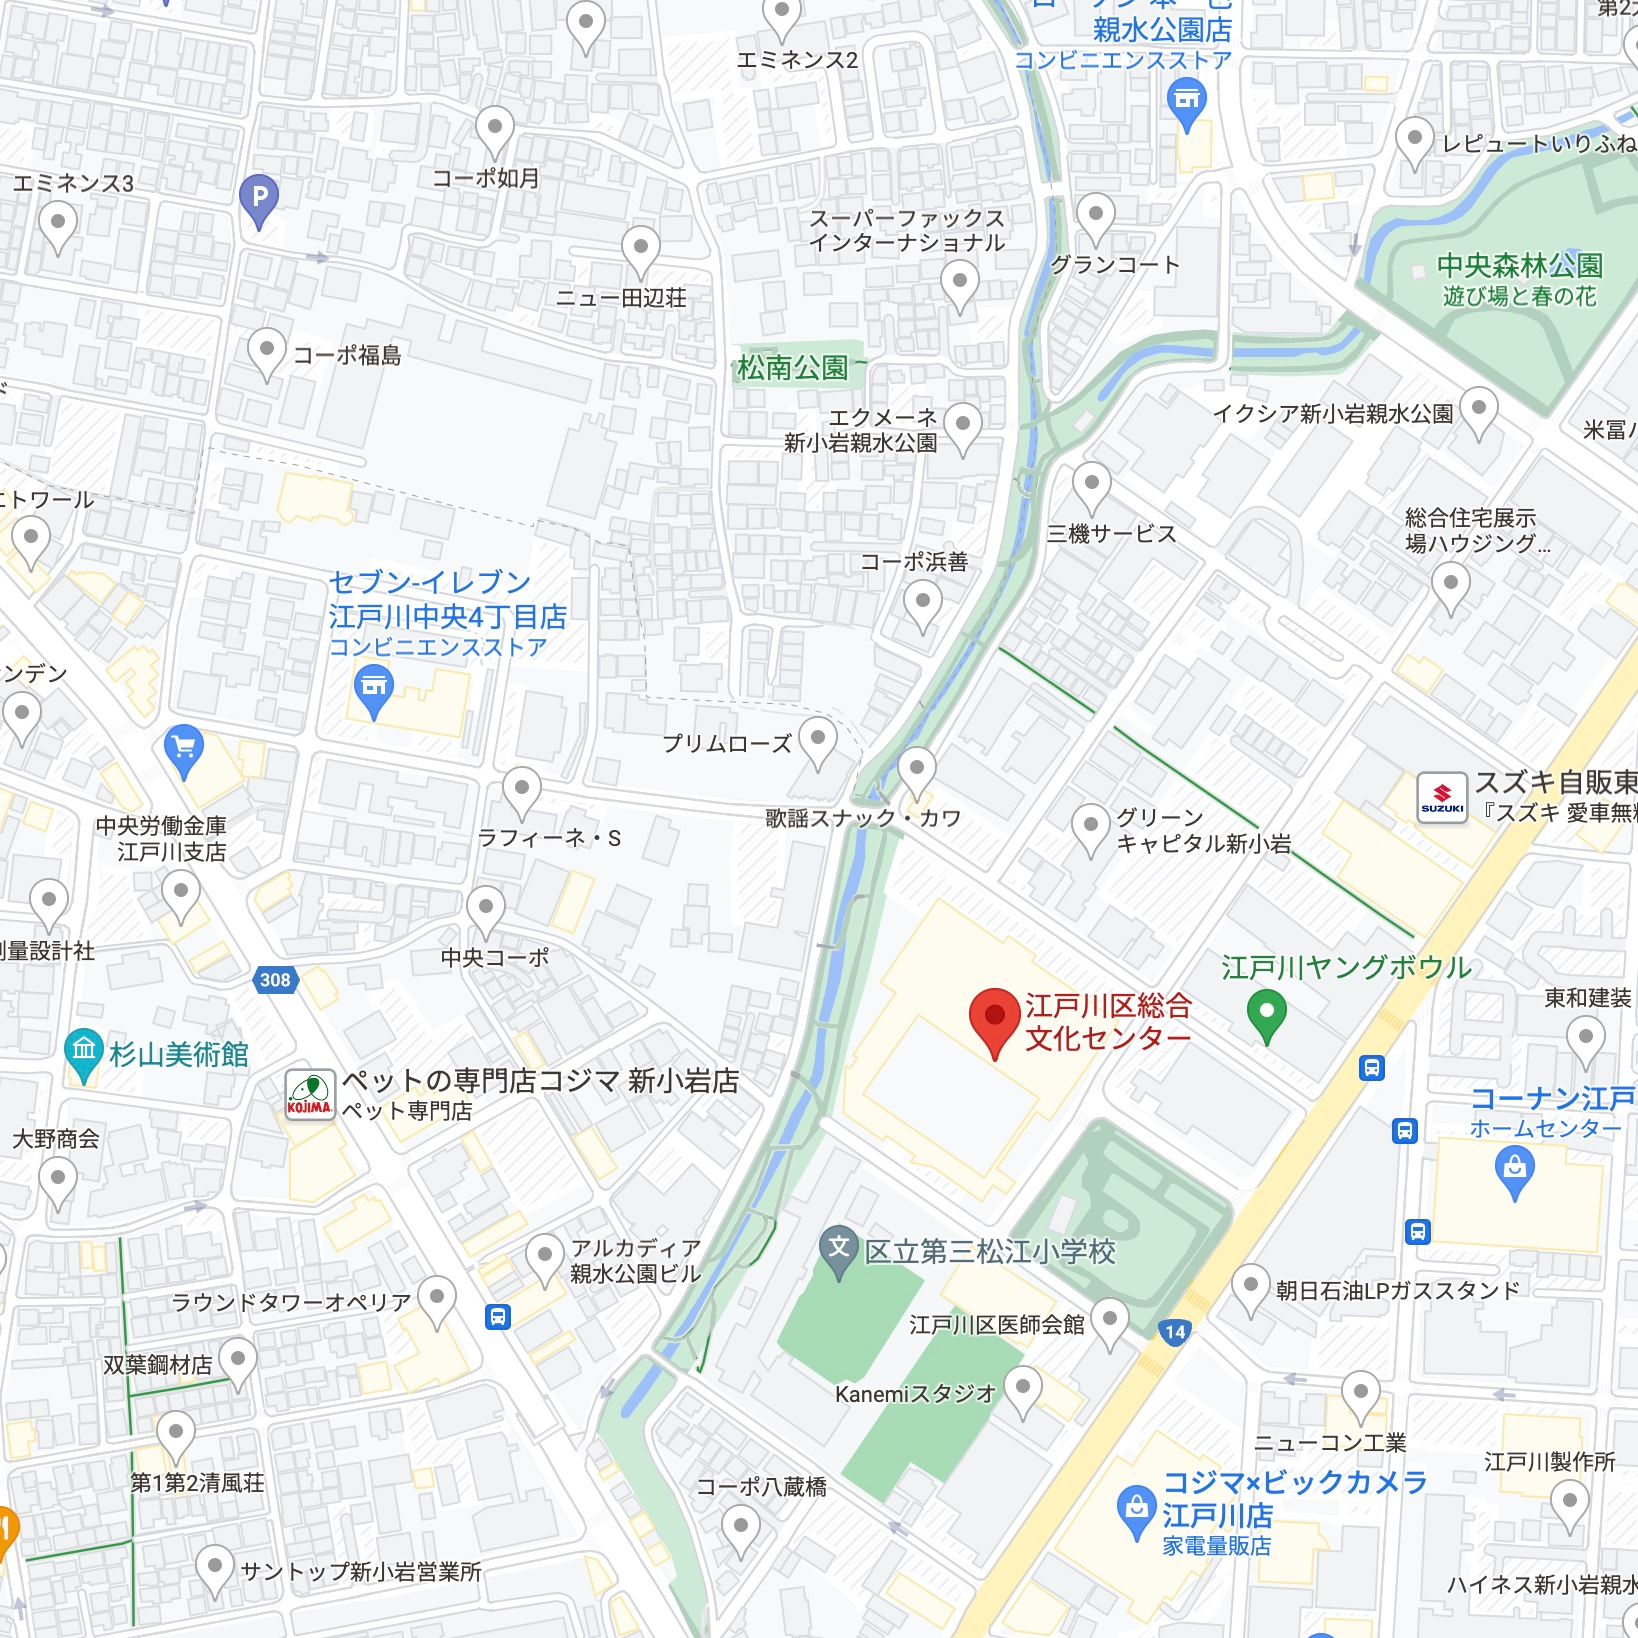 親水公園店
コンビニエンスストア
エミネンス2
レピュートいりふね
コーポ如月
エミネンス3
P
スーパーファックス
インターナショナル
グランコート
中央森林公園
遊び場と春の花
ニュー田辺荘
コーポ福島
松南公園
エクメーネ
新小岩親水公園
イクシア新小岩親水公園
エトワール
三機サービス
総合住宅展示
場ハウジング...
コーポ浜善
セブン-イレブン
江戸川中央4丁目店
コンビニエンスストア
ンデン
プリムローズ
スズキ自販東
『スズキ 愛車無料
SUZUKI
歌謡スナック・カワ
グリーン
キャピタル新小岩
中央労働金庫
江戸川支店
ラフィーネ・S
量設計社
中央コーポ
308
江戸川ヤングボウル
東和建装
江戸川区総合
文化センター
杉山美術館
ペットの専門店コジマ 新小岩店
ペット専門店
KOJIMA
コーナン江戸
ホームセンター
大野商会
アルカディア
親水公園ビル
文
区立第三松江小学校
ラウンドタワーオペリア
江戸川区医師会館
朝日石油LPガススタンド
14
双葉鋼材店
Kanemiスタジオ
ニューコン工業
江戸川製作所
第1第2清風荘
コーポ八蔵橋
コジマ×ビックカメラ
江戸川店
家電量販店
サントップ新小岩営業所
ハイネス新小岩親水